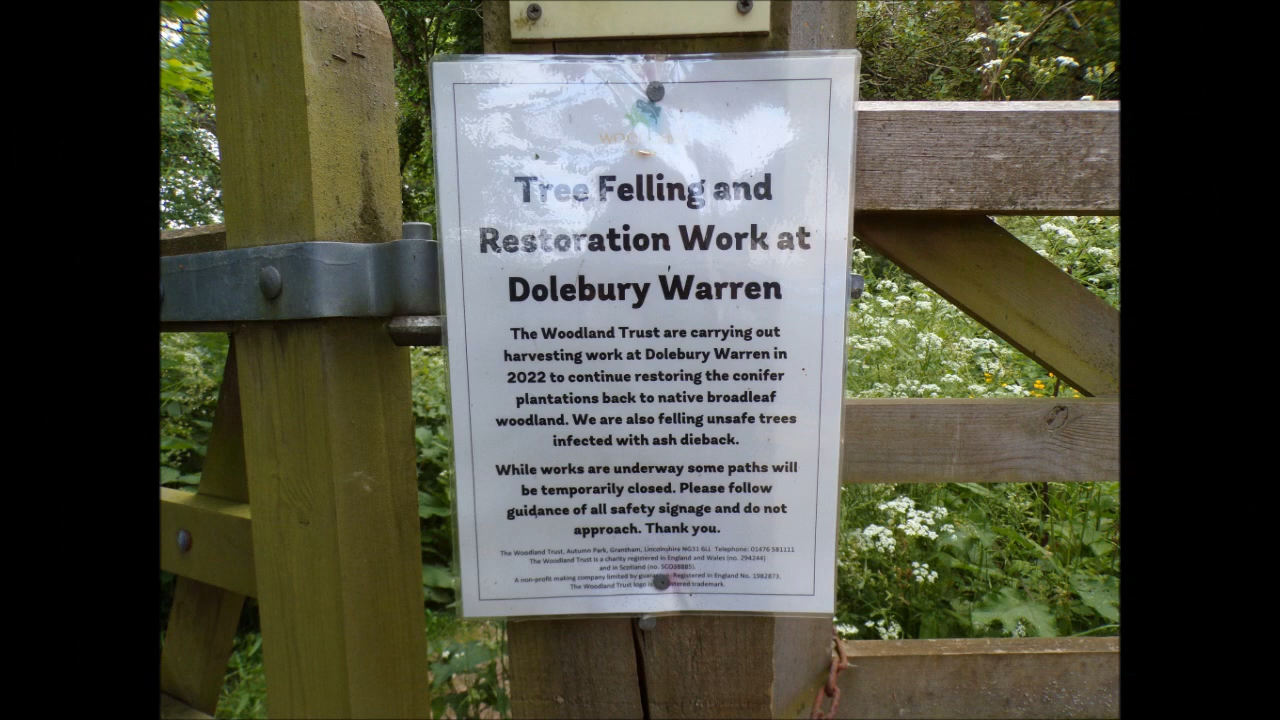 Tree Felling and
Restoration Work at
Dolebury Warren
The Woodland Trust are carrying out
harvesting work at Dolebury Warren in
2022 to continue restoring the conifer
plantations back to native broadleaf
woodland. We are also felling unsafe trees
infected with ash dieback.
While works are underway some paths will
be temporarily closed. Please follow
guidance of all safety signage and do not
approach. Thank you.
The Woodland Trust, Autumn Park, Grantham, Lincolnshire NG31 6LL Telephone: 01476 581111
The Woodland Trust is a charity registered in England and Wales (no. 294344)
and in Scotland (no. SC038885).
A non-profit making company limited by Registered in England No. 1982873.
The Woodland Trust logo is trademark.